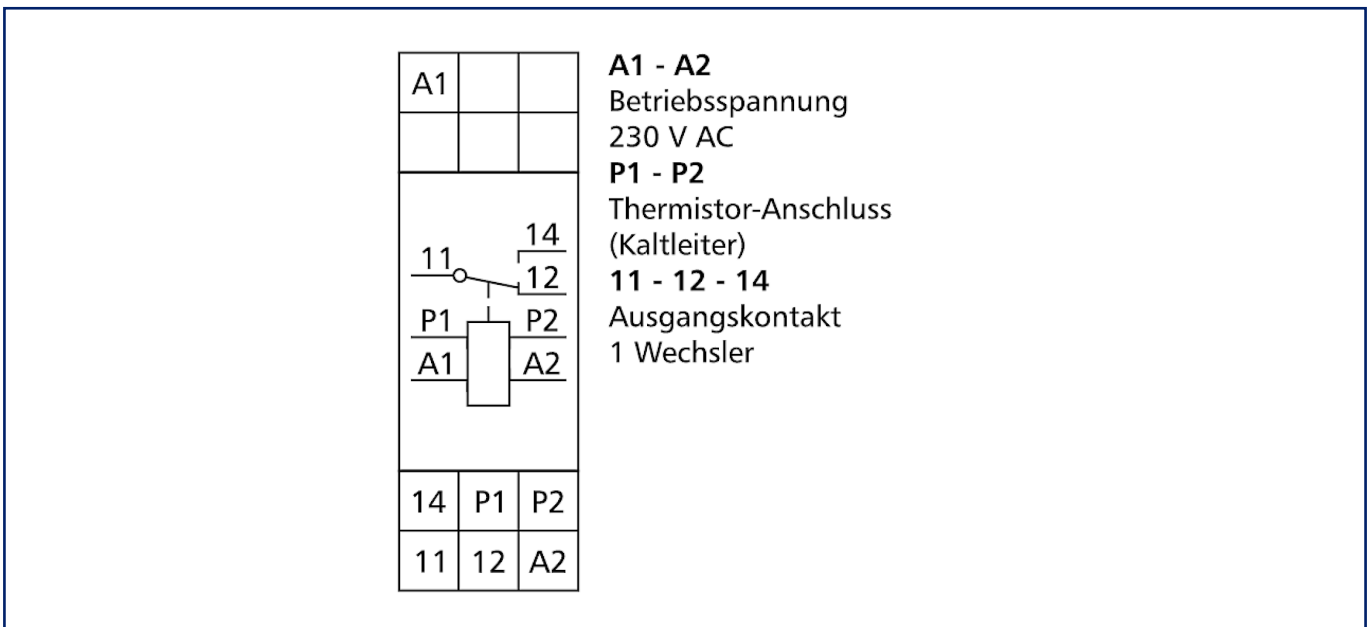 A1
A1 - A2
Betriebsspannung
230 V AC
P1 - P2
Thermistor-Anschluss
(Kaltleiter)
11 - 12 - 14
Ausgangskontakt
1 Wechsler
14
11
12
P1 P2
A1 A2
14 P1 P2
11 12 A2